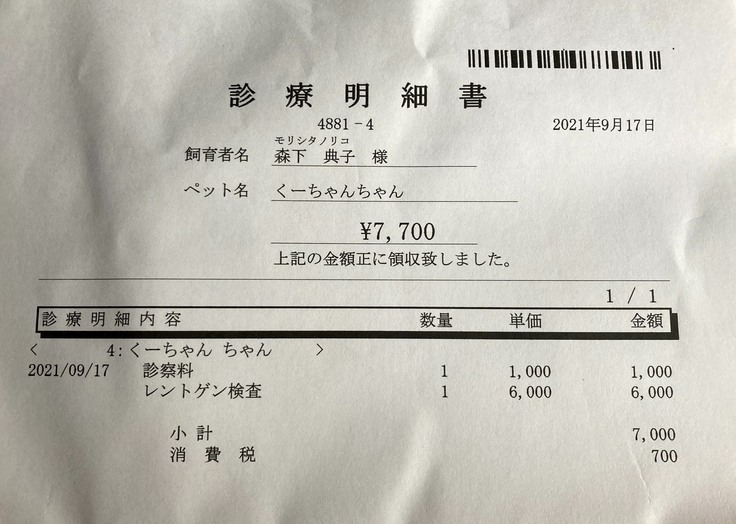 診療明細書
4881-4
2021年9月17日
モリシタノリコ
飼育者名 森下 典子 様
ペット名 くーちゃんちゃん
¥7,700
上記の金額正に領収致しました。
1 / 1
診療明細内容 数量 単価 金額
< 4:くーちゃん ちゃん >
2021/09/17 診察料 1 1,000 1,000
レントゲン検査 1 6,000 6,000
小計 7,000
消費税 700